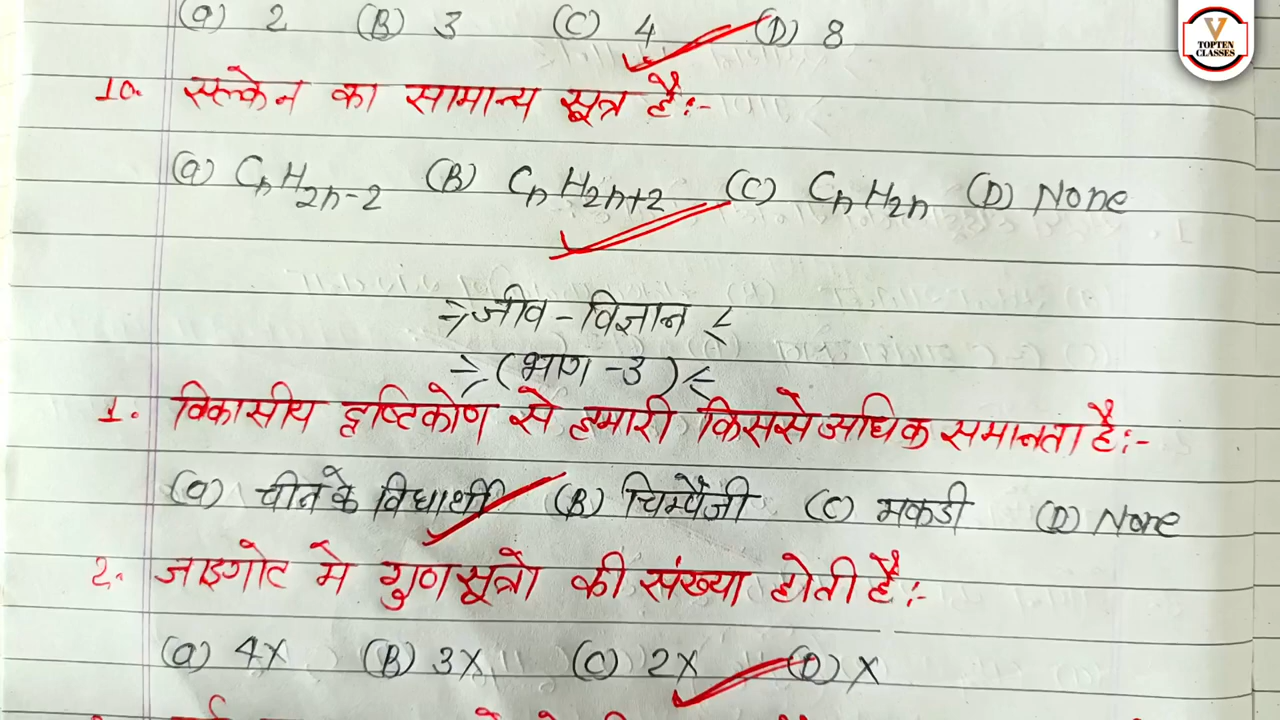 (a) 2 (B) 3 (C) 4 (D) 8
V
TOPTEN
CLASSES
10. एल्केन का सामान्य सूत्र है:-
(a) CnH2n-2 (B) CnH2n+2 (C) CnH2n (D) None
⇒ जीव - विज्ञान ⇐
⇒ (भाग - 3) ⇐
1. विकासीय दृष्टिकोण से हमारी किससे अधिक समानता है:-
(a) चीन के विद्यार्थी (B) चिम्पैंजी (C) मकडी (D) None
2. जाइगोट मे गुणसूत्रो की संख्या होती है:-
(a) 4x (B) 3x (C) 2x (D) x